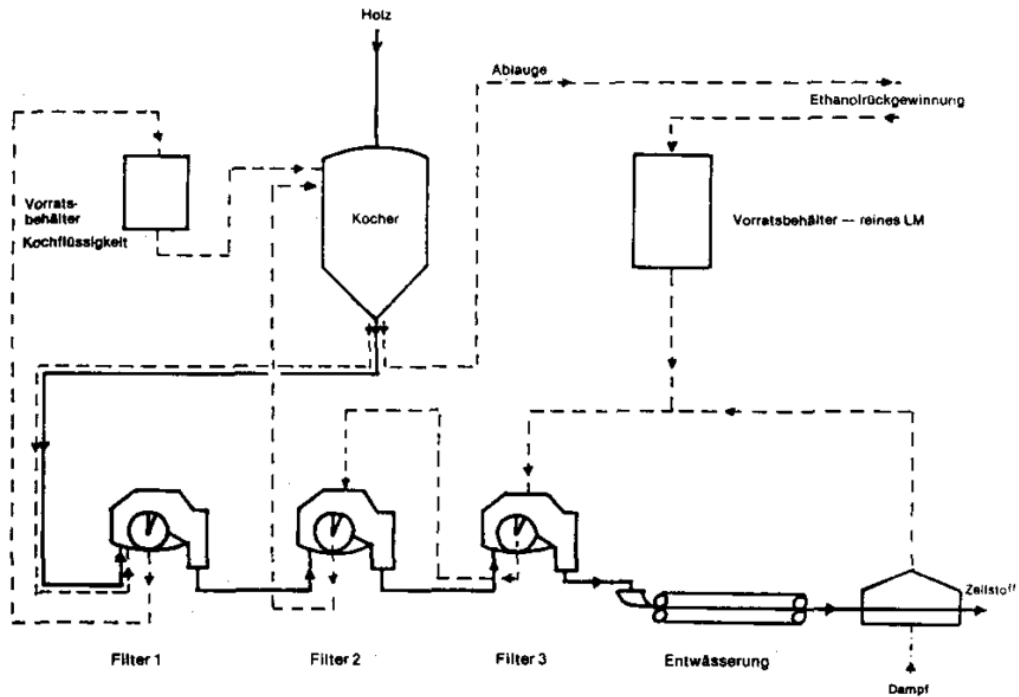 Holz
Ablauge
Ethanolrückgewinnung
Vorrats-
behälter
Kochflüssigkeit
Kocher
Vorratsbehälter — reines LM
Zellstoff
Filter 1
Filter 2
Filter 3
Entwässerung
Dampf